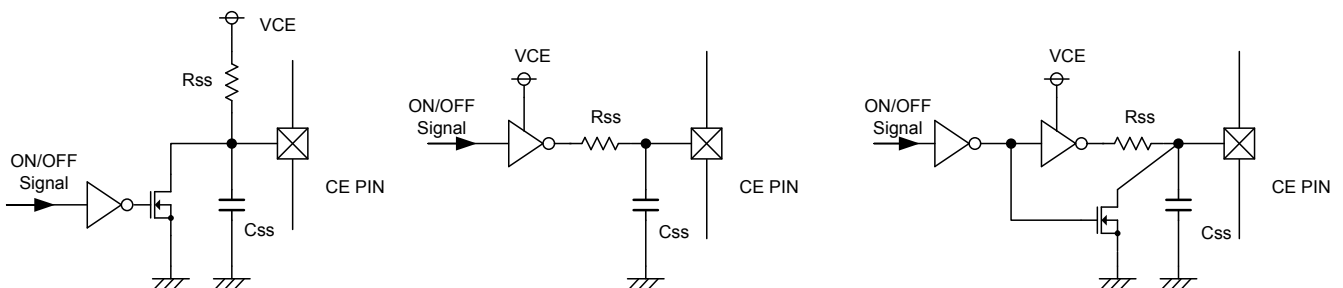 VCE
Rss
ON/OFF
Signal
CE PIN
Css
VCE
ON/OFF
Signal
Rss
CE PIN
Css
VCE
ON/OFF
Signal
Rss
CE PIN
Css